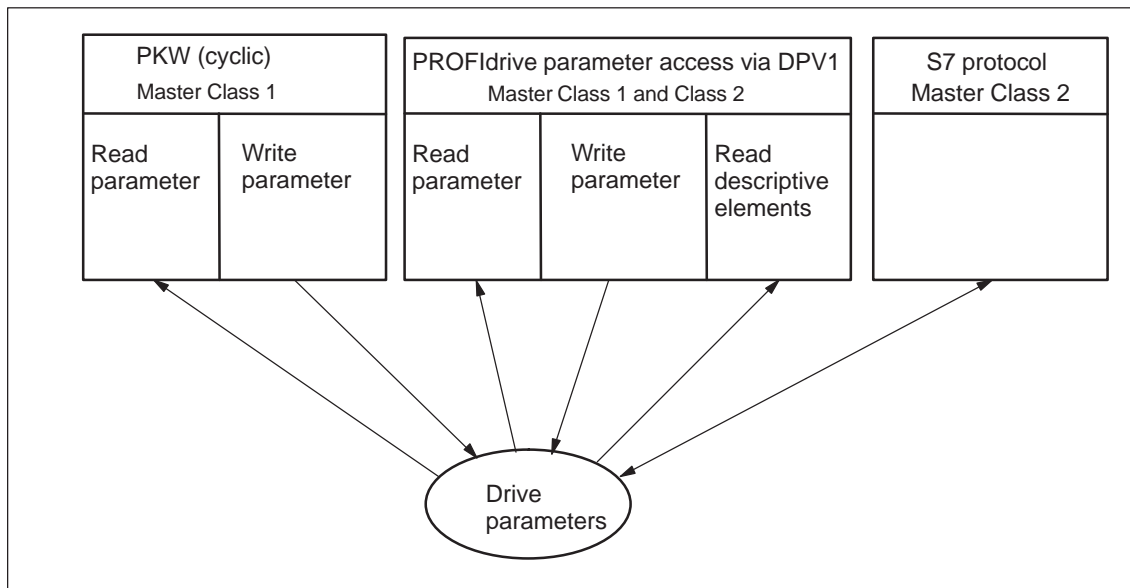 PKW (cyclic)
Master Class 1
Read
parameter
Write
parameter
PROFIdrive parameter access via DPV1
Master Class 1 and Class 2
Read
parameter
Write
parameter
Read
descriptive
elements
S7 protocol
Master Class 2
Drive
parameters